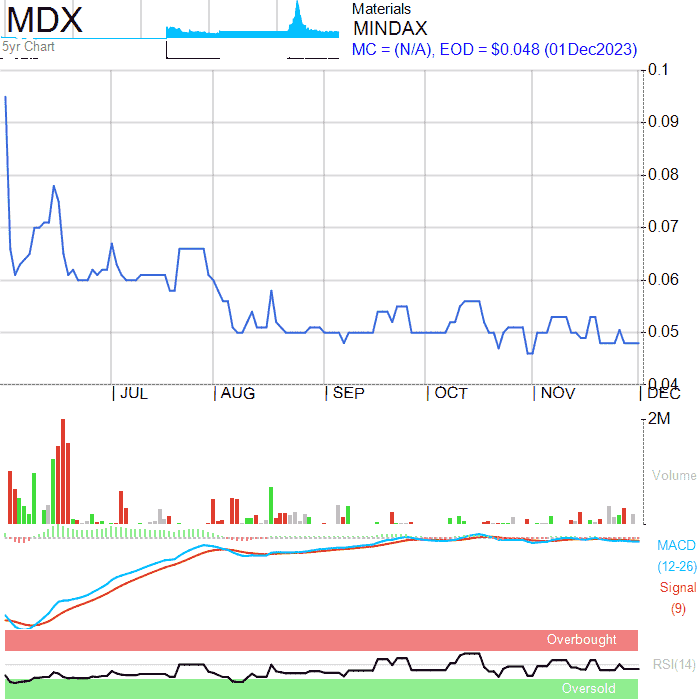 MDX
5yr Chart
Materials
MINDAX
MC = (N/A), EOD = $0.048 (01Dec2023)
0.1
0.09
0.08
0.07
0.06
0.05
0.04
JUL AUG SEP OCT NOV DEC
2M
Volume
MACD
(12-26)
Signal
(9)
Overbought
RSI(14)
Oversold